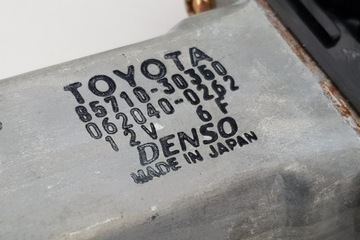 TOYOTA
85710-30360
062040-0262
12V 6F
DENSO
MADE IN JAPAN